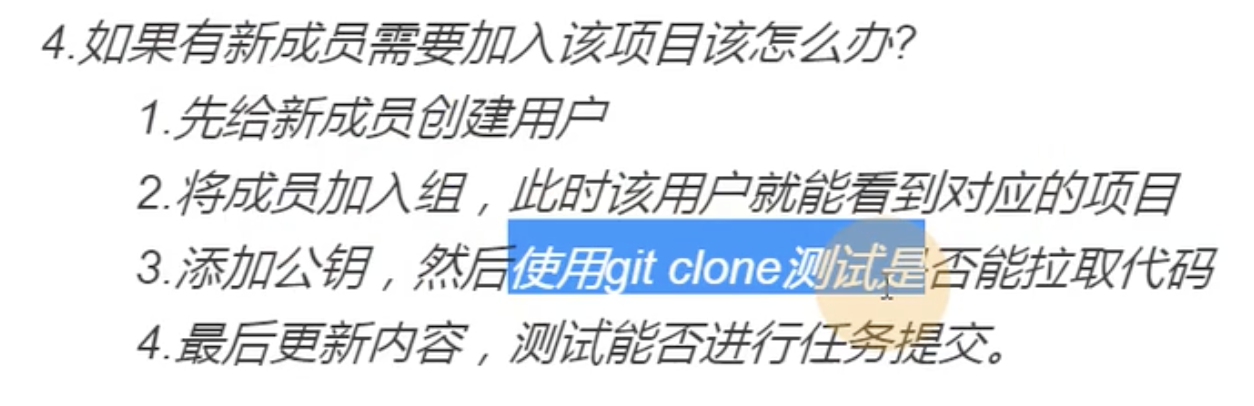 4.如果有新成员需要加入该项目该怎么办?
1.先给新成员创建用户
2.将成员加入组，此时该用户就能看到对应的项目
3.添加公钥，然后使用git clone测试是否能拉取代码
4.最后更新内容，测试能否进行任务提交。